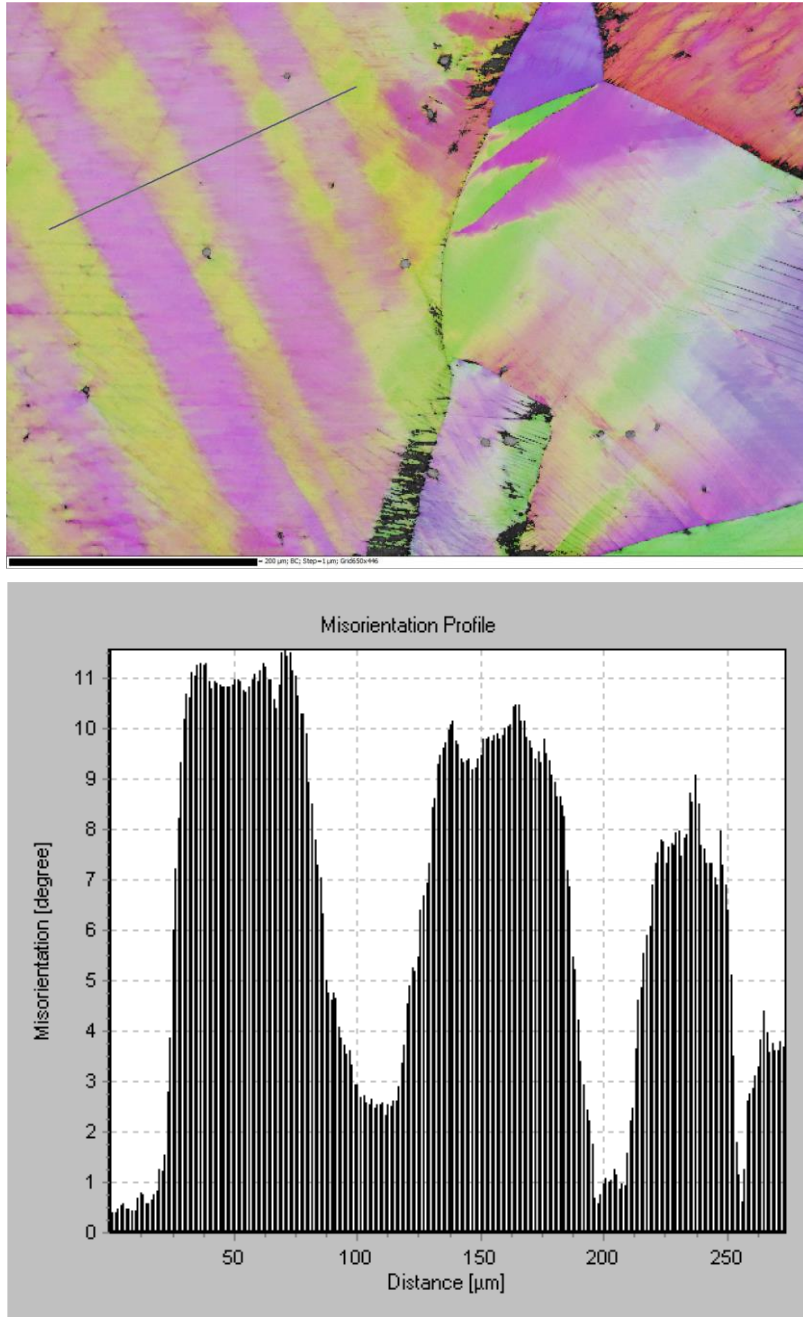 = 200 µm; BC; Step=1 µm; Grid650x446
Misorientation Profile
11
10
9
8
7
6
5
4
3
2
1
0
Misorientation [degree]
50 100 150 200 250
Distance [µm]